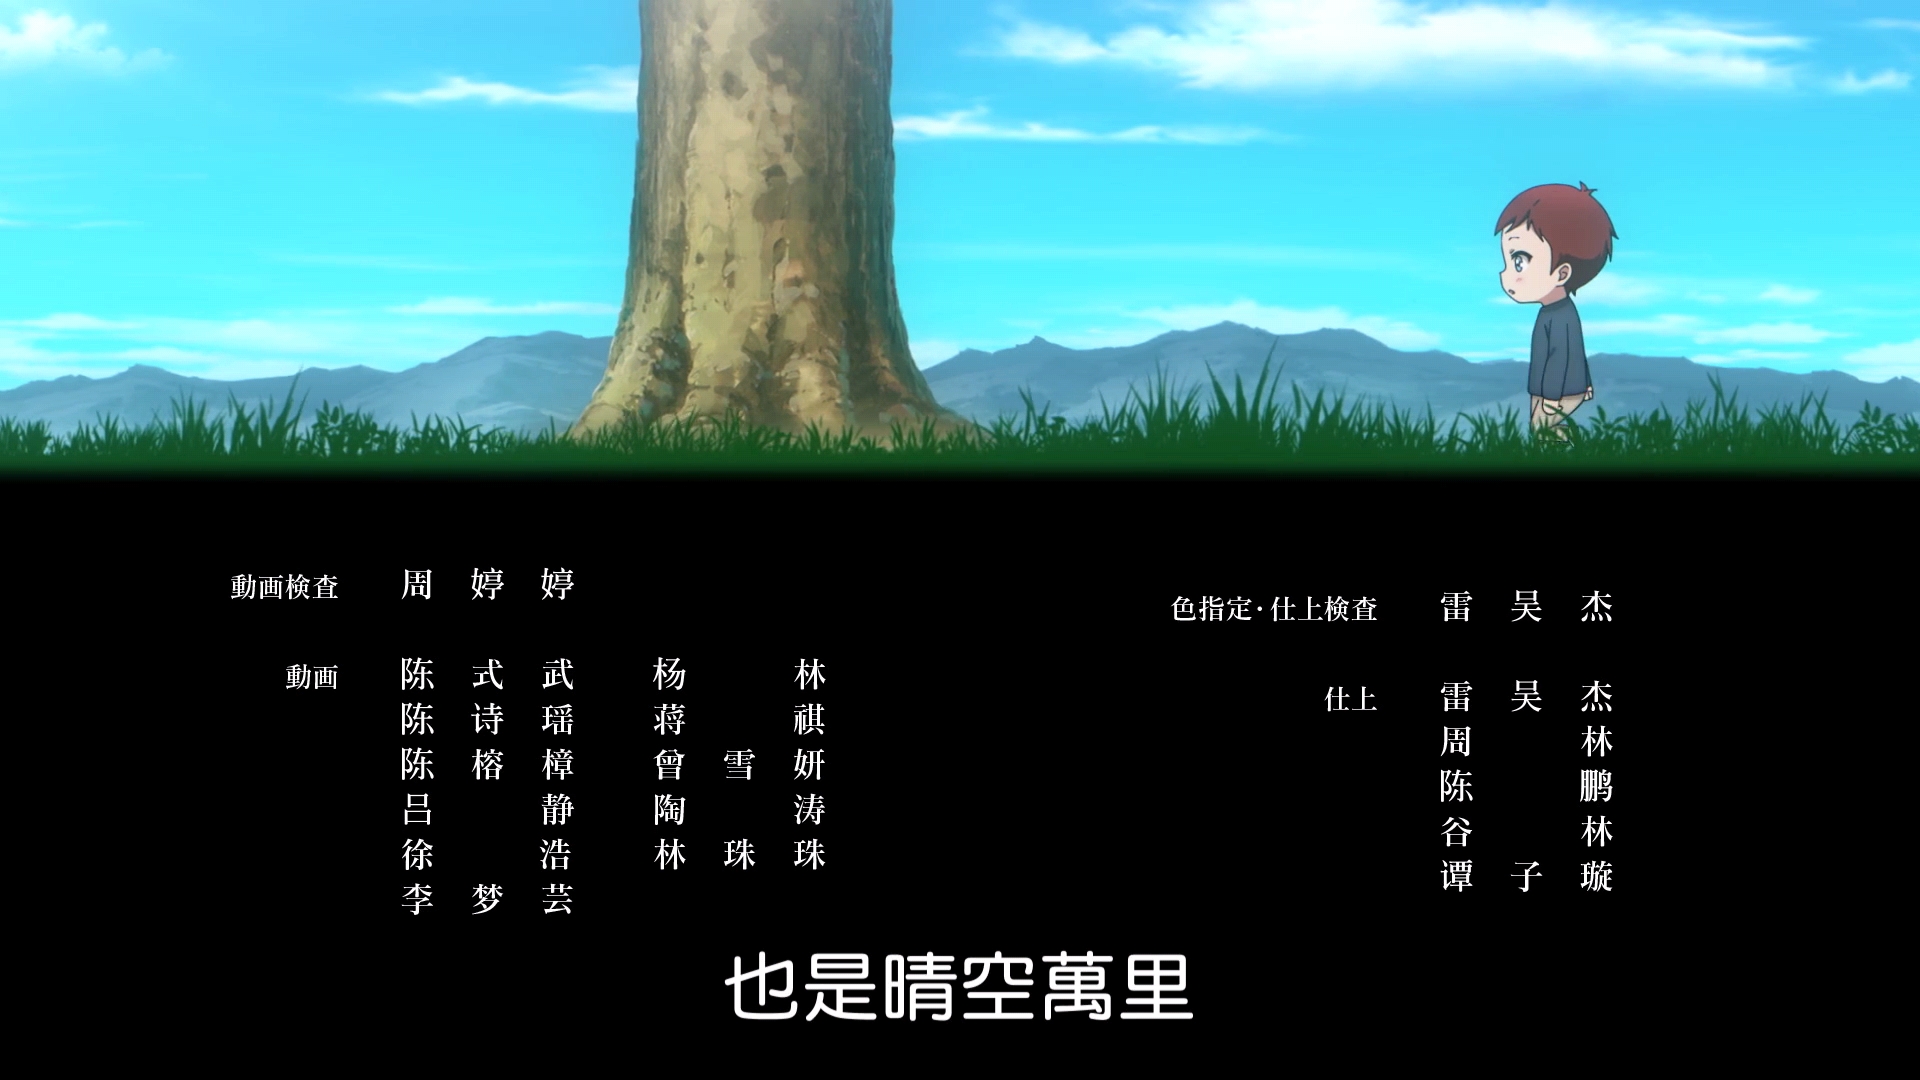 動画検査 周婷婷
動画 陈式武 杨林
陈诗瑶 蒋祺
陈榕樟 曾雪妍
吕静 陶涛
徐浩 林珠珠
李梦芸
色指定·仕上検査 雷吴杰
仕上 雷吴杰
周林
陈鹏
谷林
谭子璇
也是晴空萬里